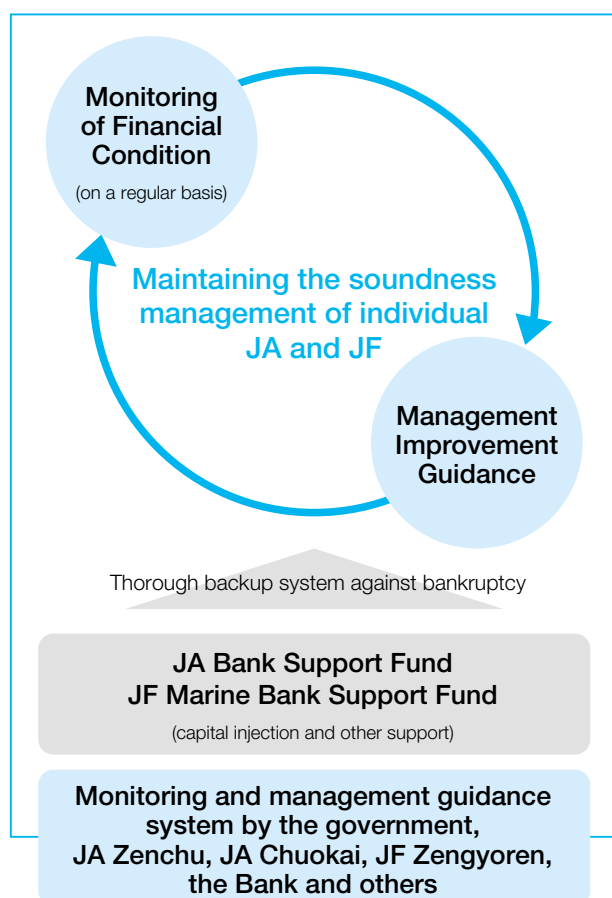 Monitoring
of Financial
Condition
(on a regular basis)
Maintaining the soundness
management of individual
JA and JF
Management
Improvement
Guidance
Thorough backup system against bankruptcy
JA Bank Support Fund
JF Marine Bank Support Fund
(capital injection and other support)
Monitoring and management guidance
system by the government,
JA Zenchu, JA Chuokai, JF Zengyoren,
the Bank and others